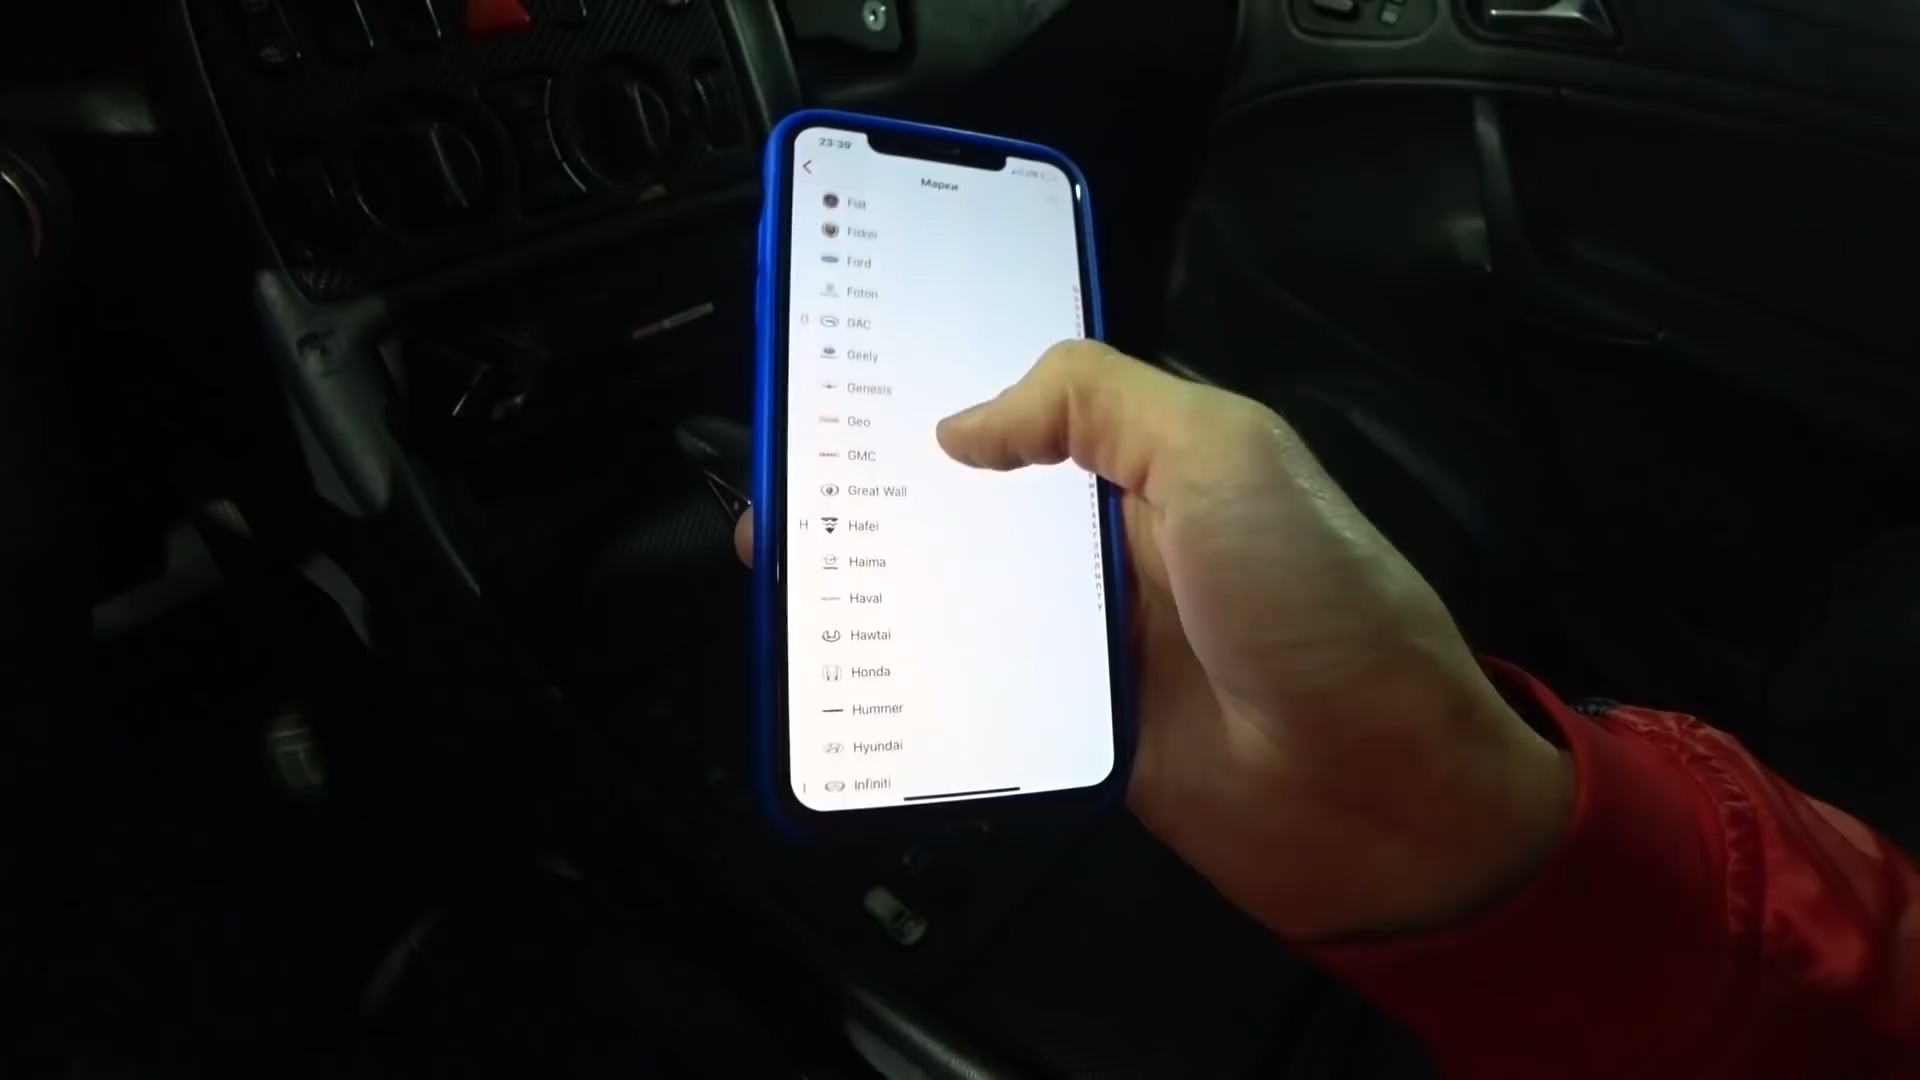 23:39
Марки
Fiat
Fisker
Ford
Foton
G GAC
Geely
Genesis
Geo
GMC
Great Wall
H Hafei
Haima
Haval
Hawtai
Honda
Hummer
Hyundai
I Infiniti